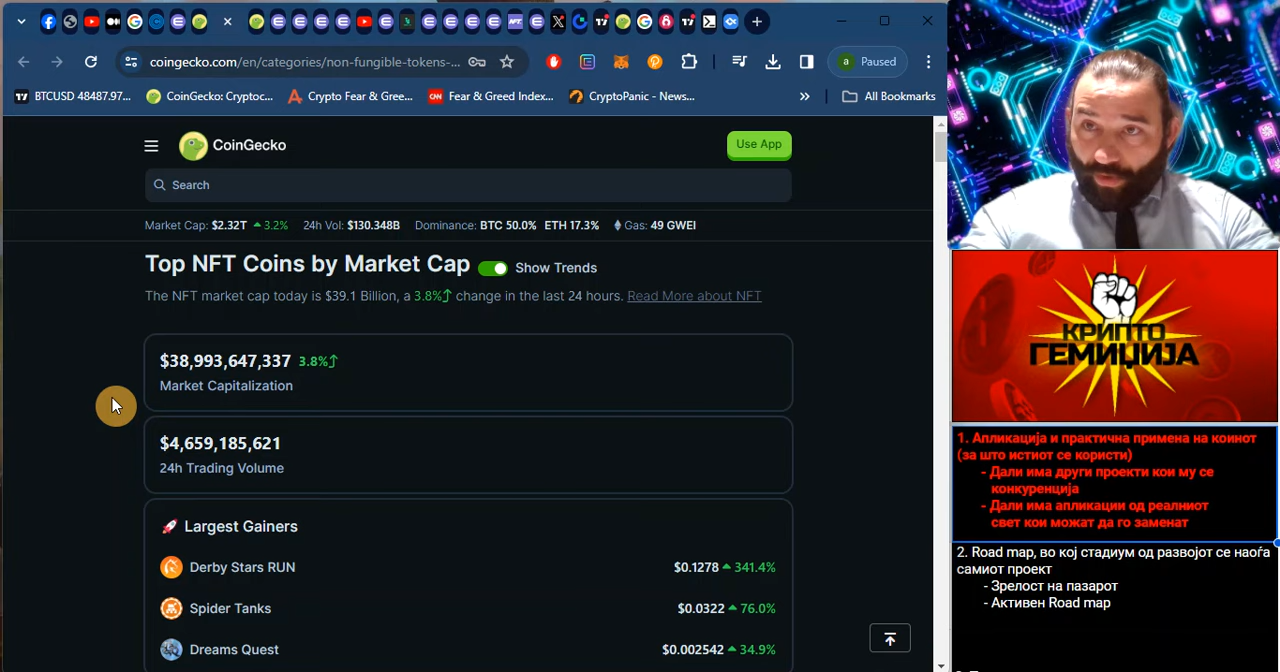 coingecko.com/en/categories/non-fungible-tokens-...
a Paused
BTCUSD 48487.97...
CoinGecko: Cryptoc...
Crypto Fear & Gree...
CNN
Fear & Greed Index...
CryptoPanic - News...
»
All Bookmarks
CoinGecko
Use App
Search
Market Cap: $2.32T 3.2% 24h Vol: $130.348B Dominance: BTC 50.0% ETH 17.3% Gas: 49 GWEI
Top NFT Coins by Market Cap Show Trends
The NFT market cap today is $39.1 Billion, a 3.8% change in the last 24 hours. Read More about NFT
$38,993,647,337 3.8%
Market Capitalization
$4,659,185,621
24h Trading Volume
Largest Gainers
Derby Stars RUN $0.1278 341.4%
Spider Tanks $0.0322 76.0%
Dreams Quest $0.002542 34.9%
КРИПТО
ГЕМИЏИЈА
1. Апликација и практична примена на коинот
(за што истиот се користи)
- Дали има други проекти кои му се
конкуренција
- Дали има апликации од реалниот
свет кои можат да го заменат
2. Road map, во кој стадиум од развојот се наоѓа
самиот проект
- Зрелост на пазарот
- Активен Road map